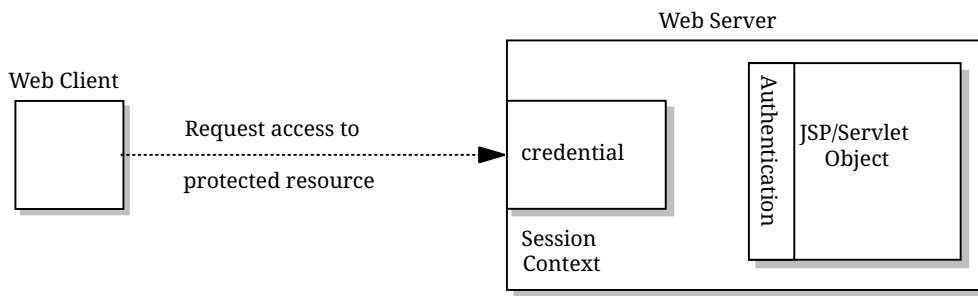 Web Server
Web Client
Request access to
protected resource
credential
Session
Context
Authentication
JSP/Servlet
Object